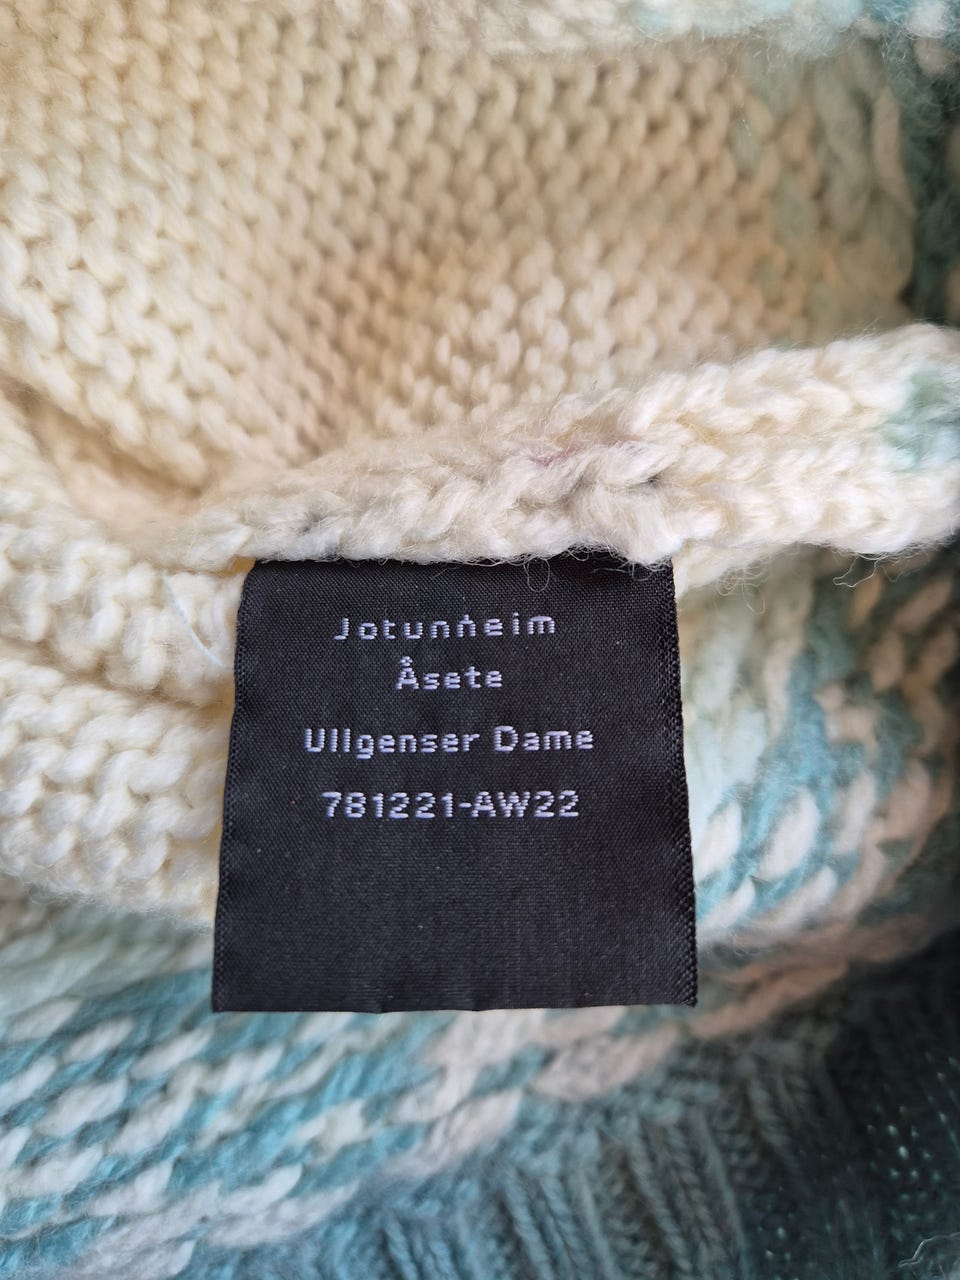 Jotunheim
Åsete
Ullgenser Dame
781221-AW22